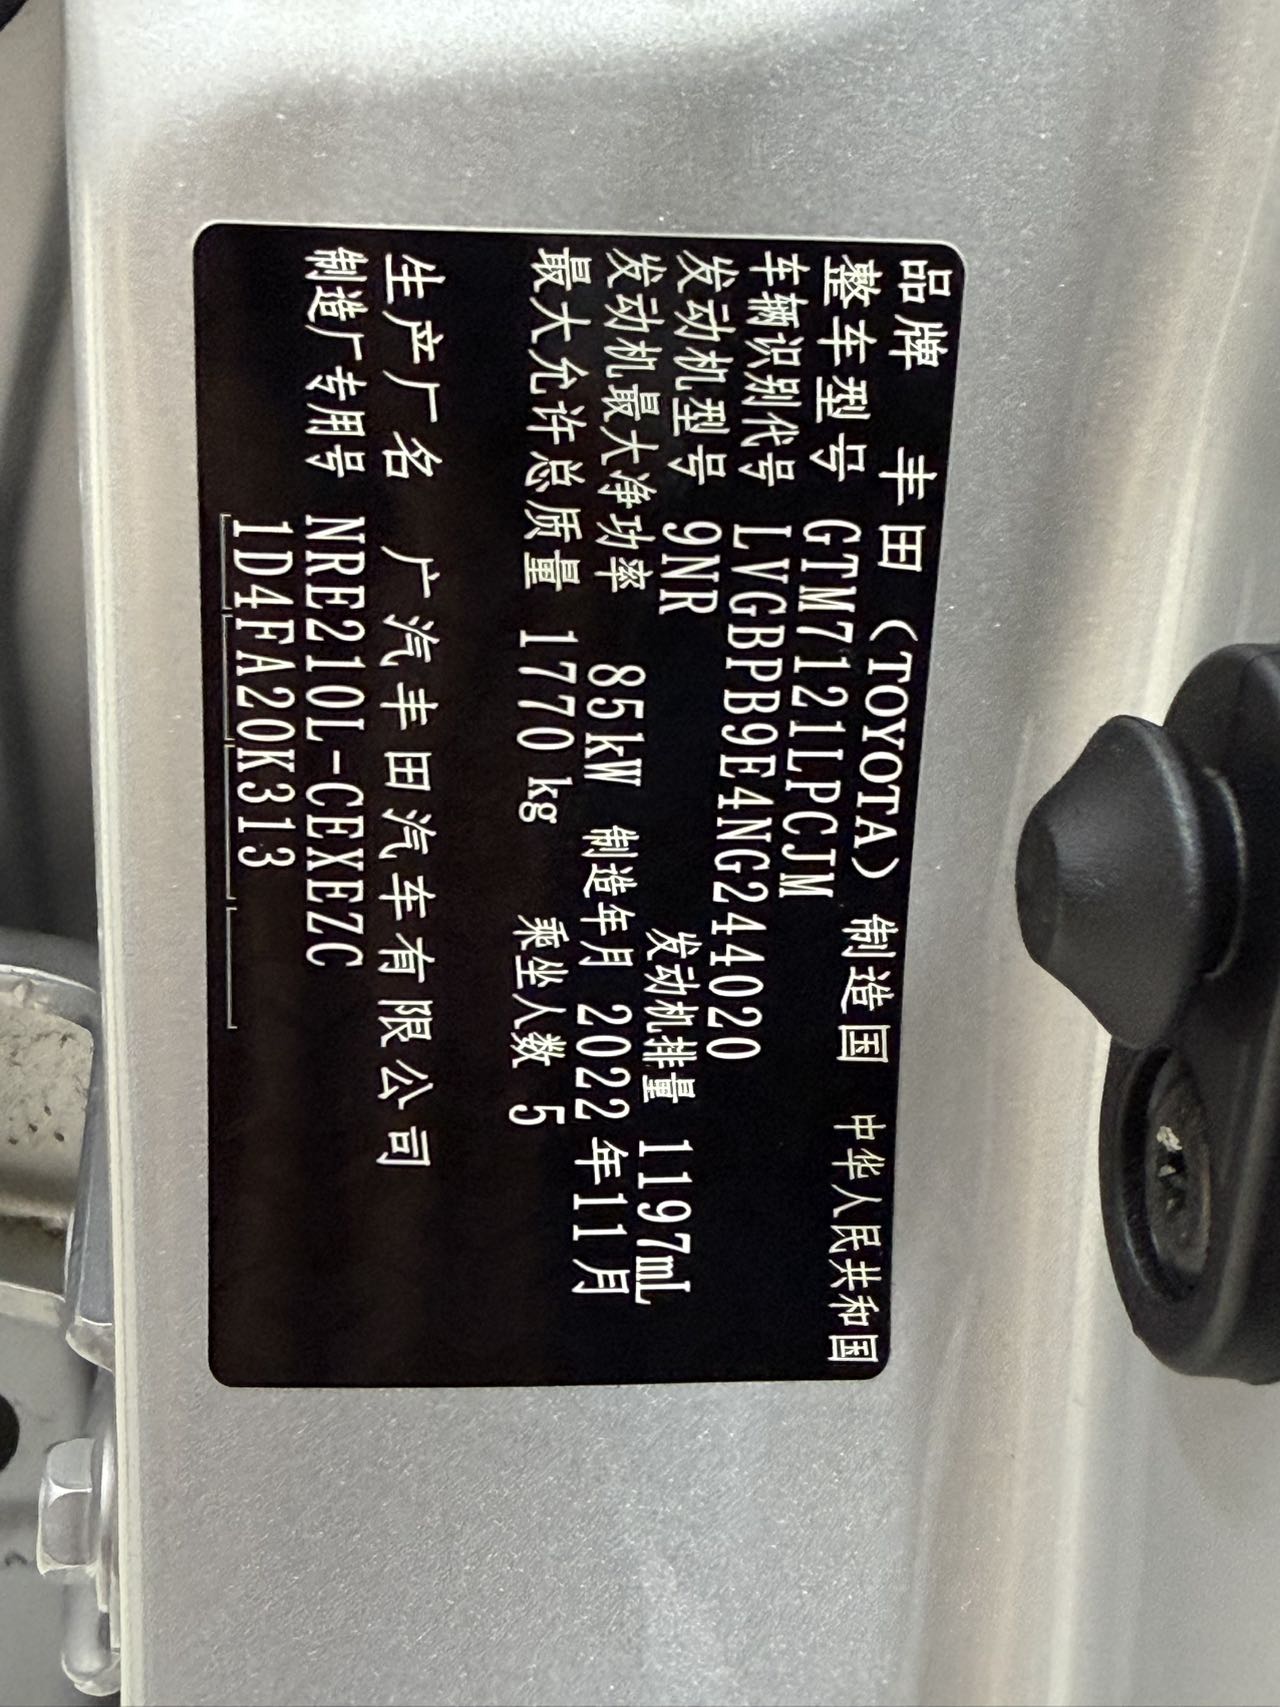 品牌 丰田（TOYOTA） 制造国 中华人民共和国
整车型号 GTM7121LPCJM
车辆识别代号 LVGBPB9E4NG244020
发动机型号 9NR 发动机排量 1197mL
发动机最大净功率 85kW 制造年月 2022年11月
最大允许总质量 1770kg 乘坐人数 5
生产厂名 广汽丰田汽车有限公司
制造厂专用号 NRE210L-CEXEZC
1D4FA20K313